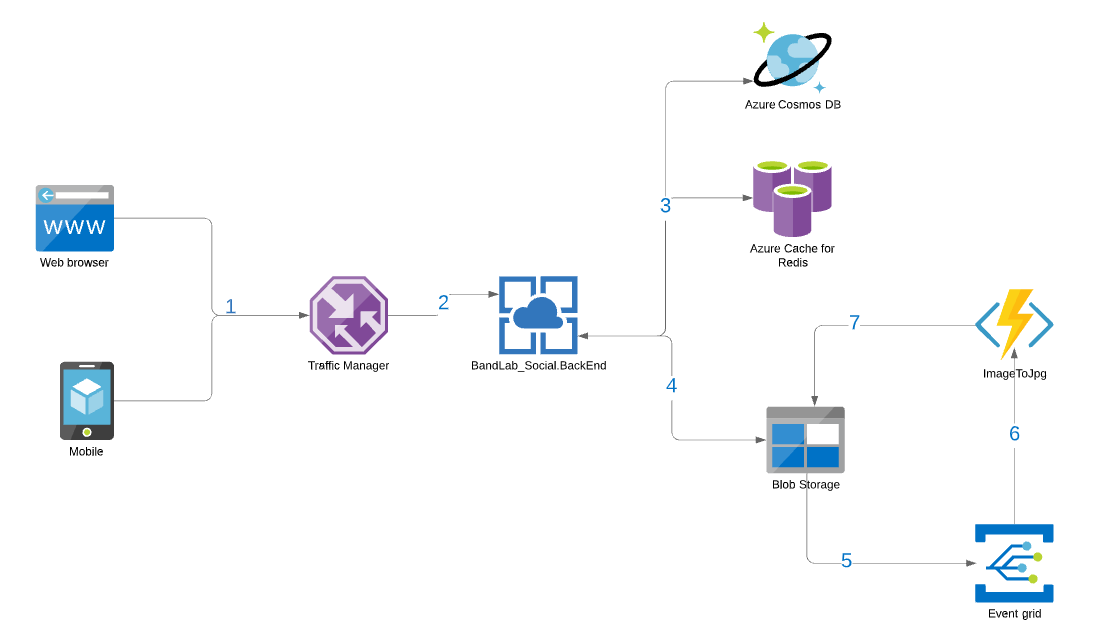 Azure Cosmos DB
3
Azure Cache for
Redis
WWW
Web browser
1
2
Traffic Manager
BandLab_Social.BackEnd
Mobile
4
7
ImageToJpg
6
Blob Storage
5
Event grid